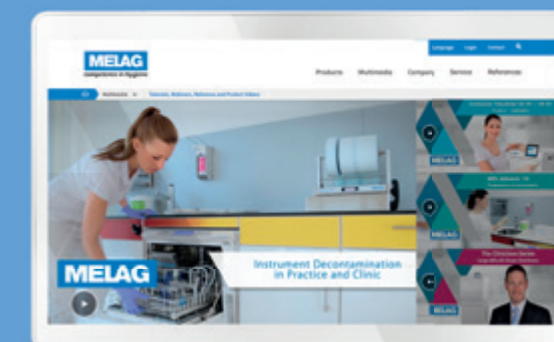 Language Login Contact
MELAG
competence in hygiene
Products Multimedia Company Service References
Multimedia
Tutorials, Webinars, Reference and Product Videos
MELAG
Instrument Decontamination
in Practice and Clinic
MELAG
MELAG
The Clinicians Series
MELAG